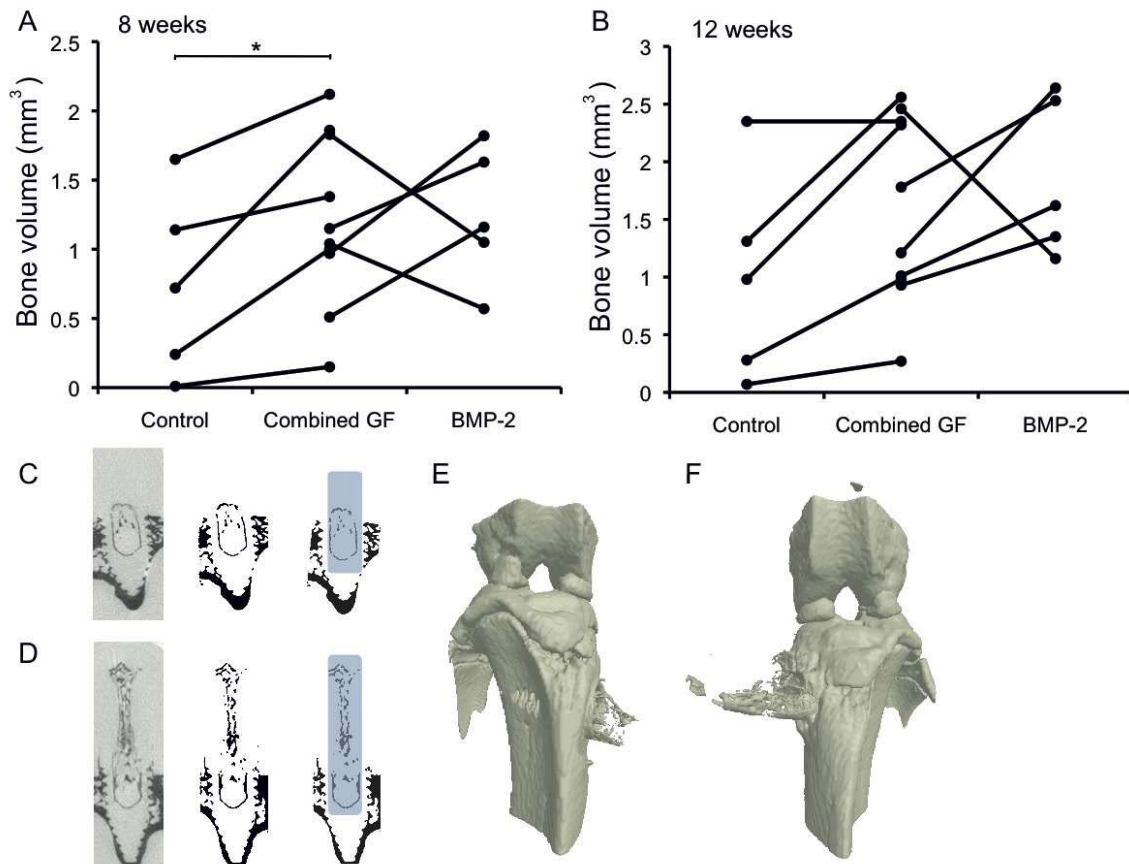 A
8 weeks
Bone volume (mm³)
2.5
2
1.5
1
0.5
0
*
Control
Combined GF
BMP-2
B
12 weeks
Bone volume (mm³)
3
2.5
2
1.5
1
0.5
0
Control
Combined GF
BMP-2
C
D
E
F